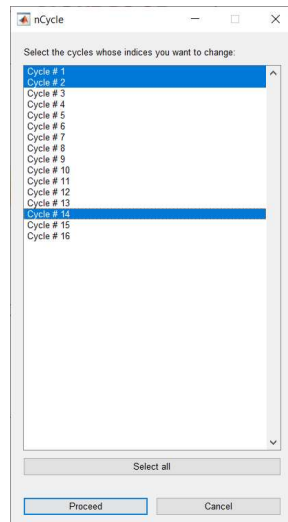 nCycle
Select the cycles whose indices you want to change:
Cycle # 1
Cycle # 2
Cycle # 3
Cycle # 4
Cycle # 5
Cycle # 6
Cycle # 7
Cycle # 8
Cycle # 9
Cycle # 10
Cycle # 11
Cycle # 12
Cycle # 13
Cycle # 14
Cycle # 15
Cycle # 16
Select all
Proceed Cancel